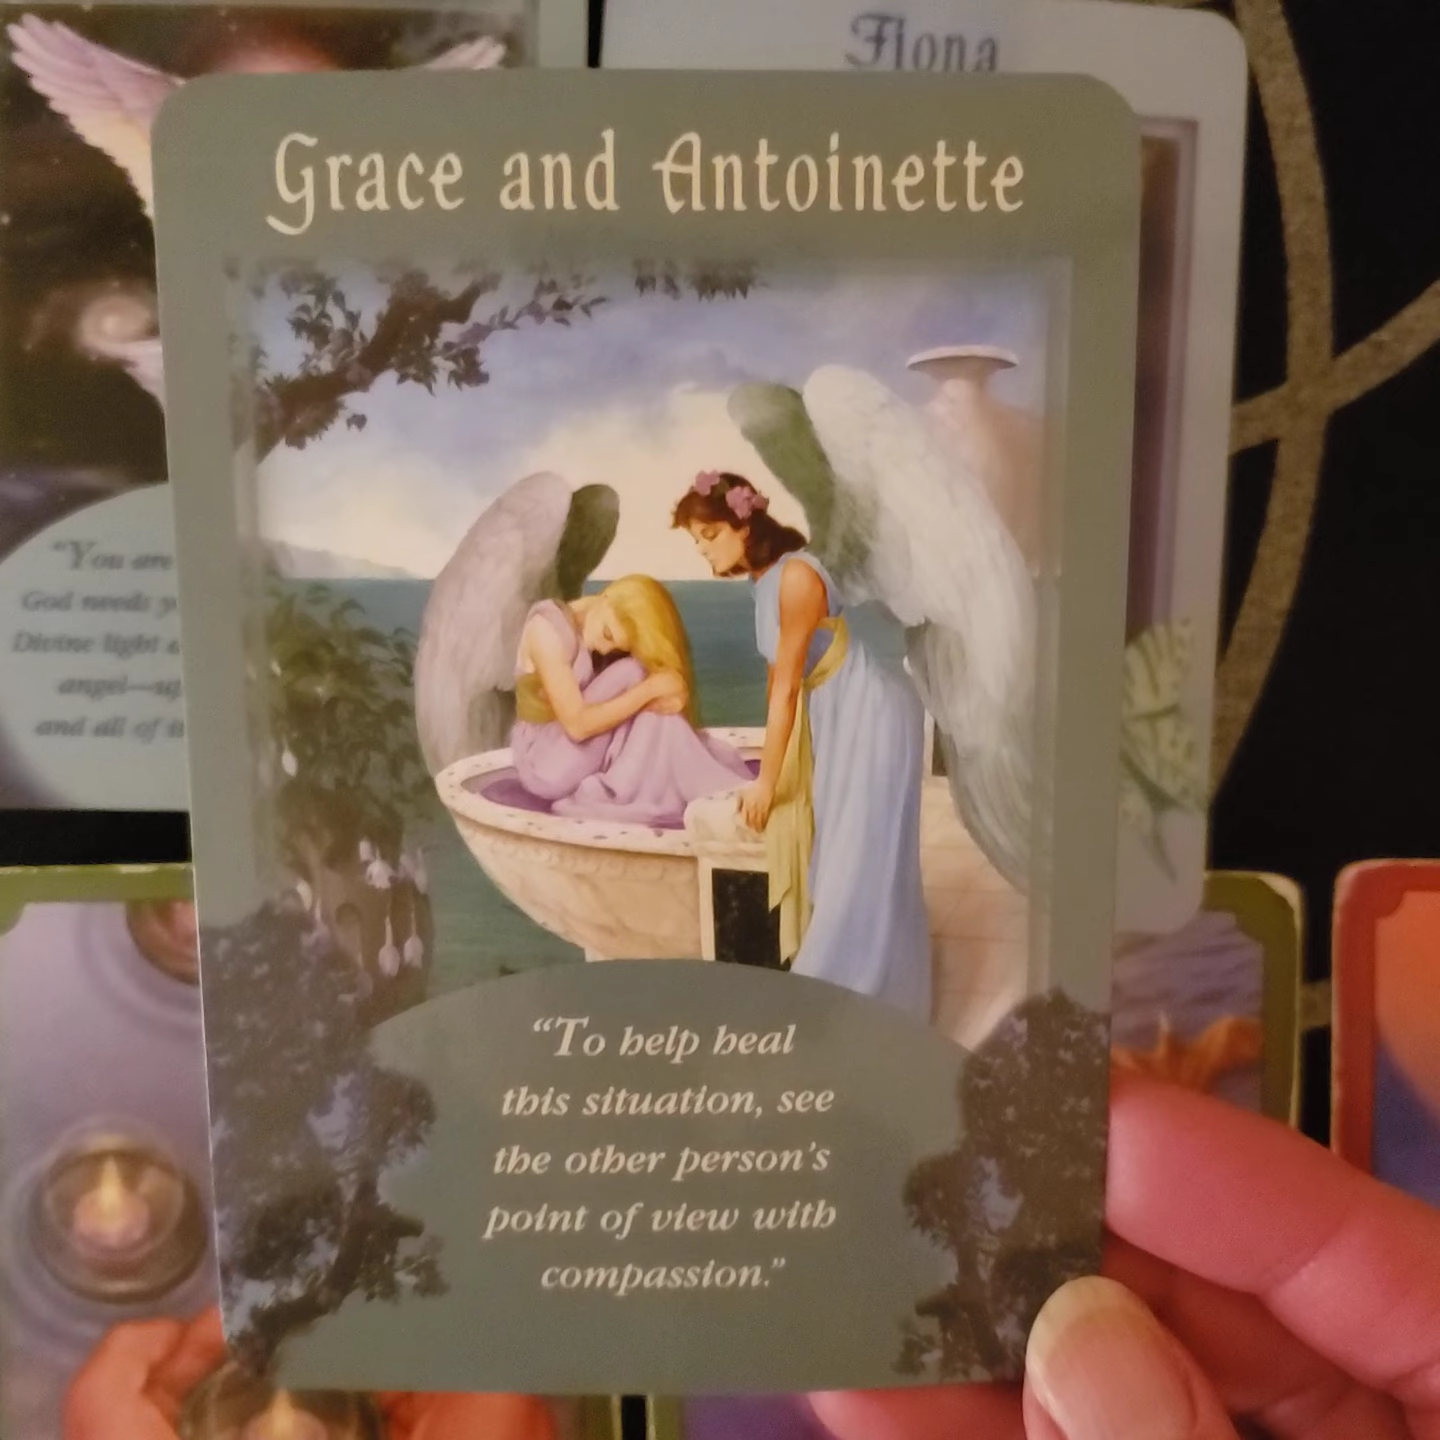 Fiona
Grace and Antoinette
"You are
God needs
Divine light
angel—
and all of
"To help heal
this situation, see
the other person's
point of view with
compassion."